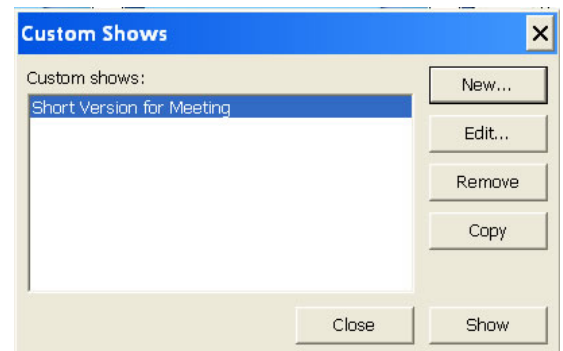 Custom Shows
Custom shows:
Short Version for Meeting
New...
Edit...
Remove
Copy
Close
Show